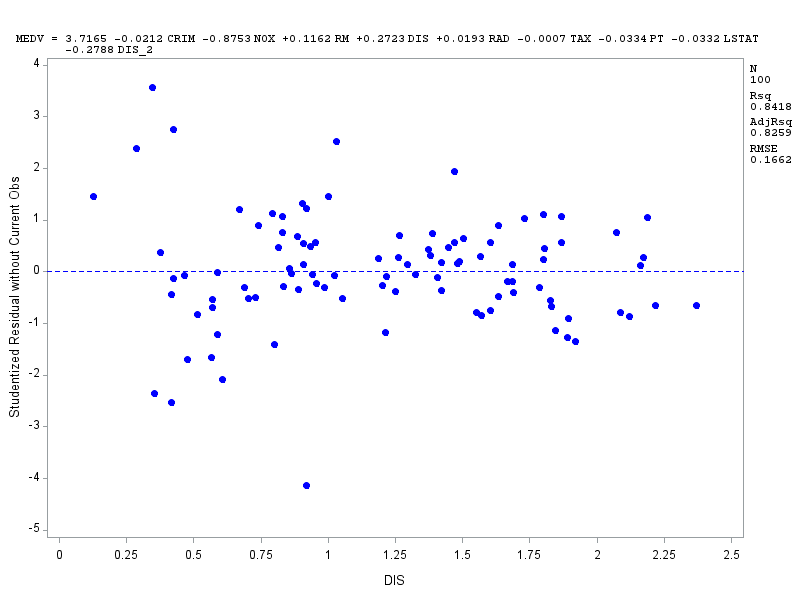 MEDV = 3.7165 -0.0212 CRIM -0.8753 NOX +0.1162 RM +0.2723 DIS +0.0193 RAD -0.0007 TAX -0.0334 PT -0.0332 LSTAT
-0.2788 DIS_2
N
100
Rsq
0.8418
AdjRsq
0.8259
RMSE
0.1662
Studentized Residual without Current Obs
4
3
2
1
0
-1
-2
-3
-4
-5
0 0.25 0.5 0.75 1 1.25 1.5 1.75 2 2.25 2.5
DIS